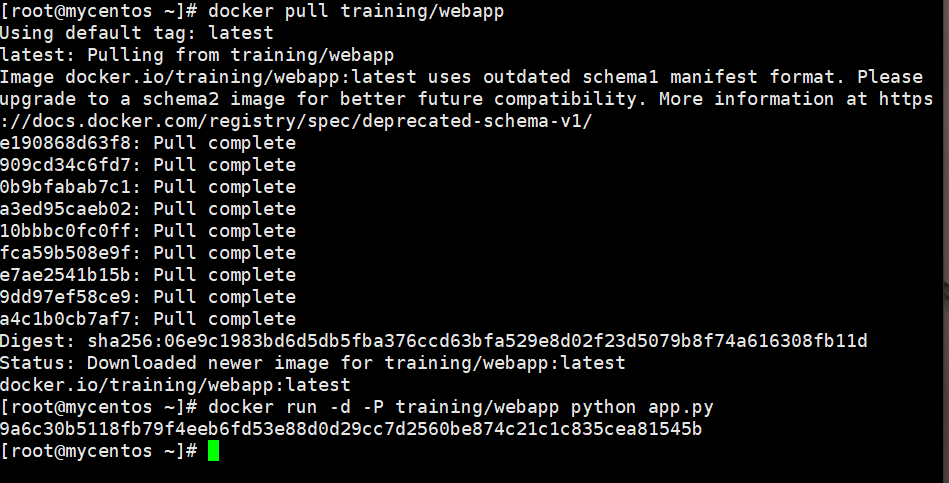 [root@mycentos ~]# docker pull training/webapp
Using default tag: latest
latest: Pulling from training/webapp
Image docker.io/training/webapp:latest uses outdated schema1 manifest format. Please
upgrade to a schema2 image for better future compatibility. More information at https
://docs.docker.com/registry/spec/deprecated-schema-v1/
e190868d63f8: Pull complete
909cd34c6fd7: Pull complete
0b9bfabab7c1: Pull complete
a3ed95caeb02: Pull complete
10bbbc0fc0ff: Pull complete
fca59b508e9f: Pull complete
e7ae2541b15b: Pull complete
9dd97ef58ce9: Pull complete
a4c1b0cb7af7: Pull complete
Digest: sha256:06e9c1983bd6d5db5fba376ccd63bfa529e8d02f23d5079b8f74a616308fb11d
Status: Downloaded newer image for training/webapp:latest
docker.io/training/webapp:latest
[root@mycentos ~]# docker run -d -P training/webapp python app.py
9a6c30b5118fb79f4eeb6fd53e88d0d29cc7d2560be874c21c1c835cea81545b
[root@mycentos ~]#